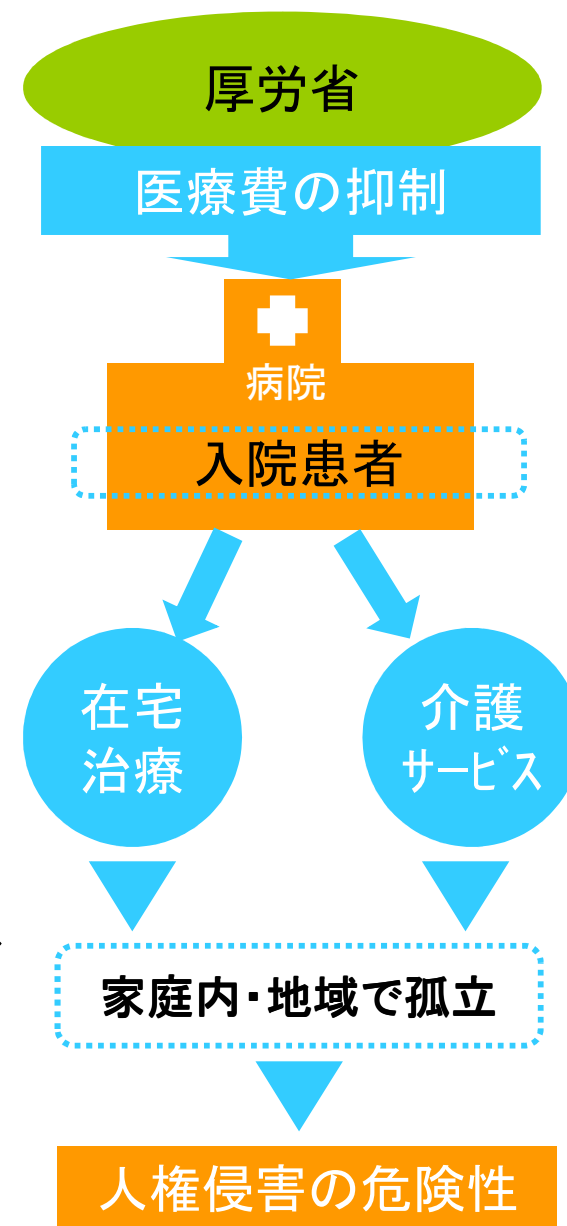 厚労省
医療費の抑制
病院
入院患者
在宅
治療
介護
サービス
家庭内・地域で孤立
人権侵害の危険性